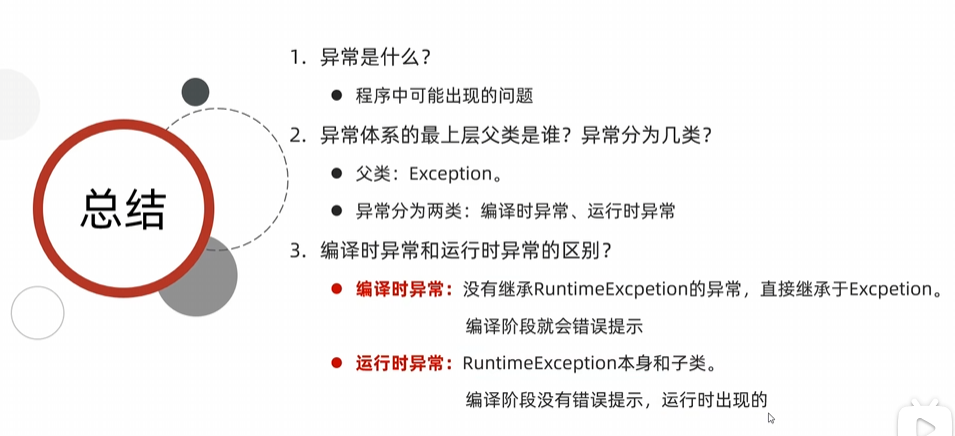 总结
1. 异常是什么？
● 程序中可能出现的问题
2. 异常体系的最上层父类是谁？异常分为几类？
● 父类：Exception。
● 异常分为两类：编译时异常、运行时异常
3. 编译时异常和运行时异常的区别？
● 编译时异常：没有继承RuntimeExcpetion的异常，直接继承于Excpetion。
编译阶段就会错误提示
● 运行时异常：RuntimeException本身和子类。
编译阶段没有错误提示，运行时出现的